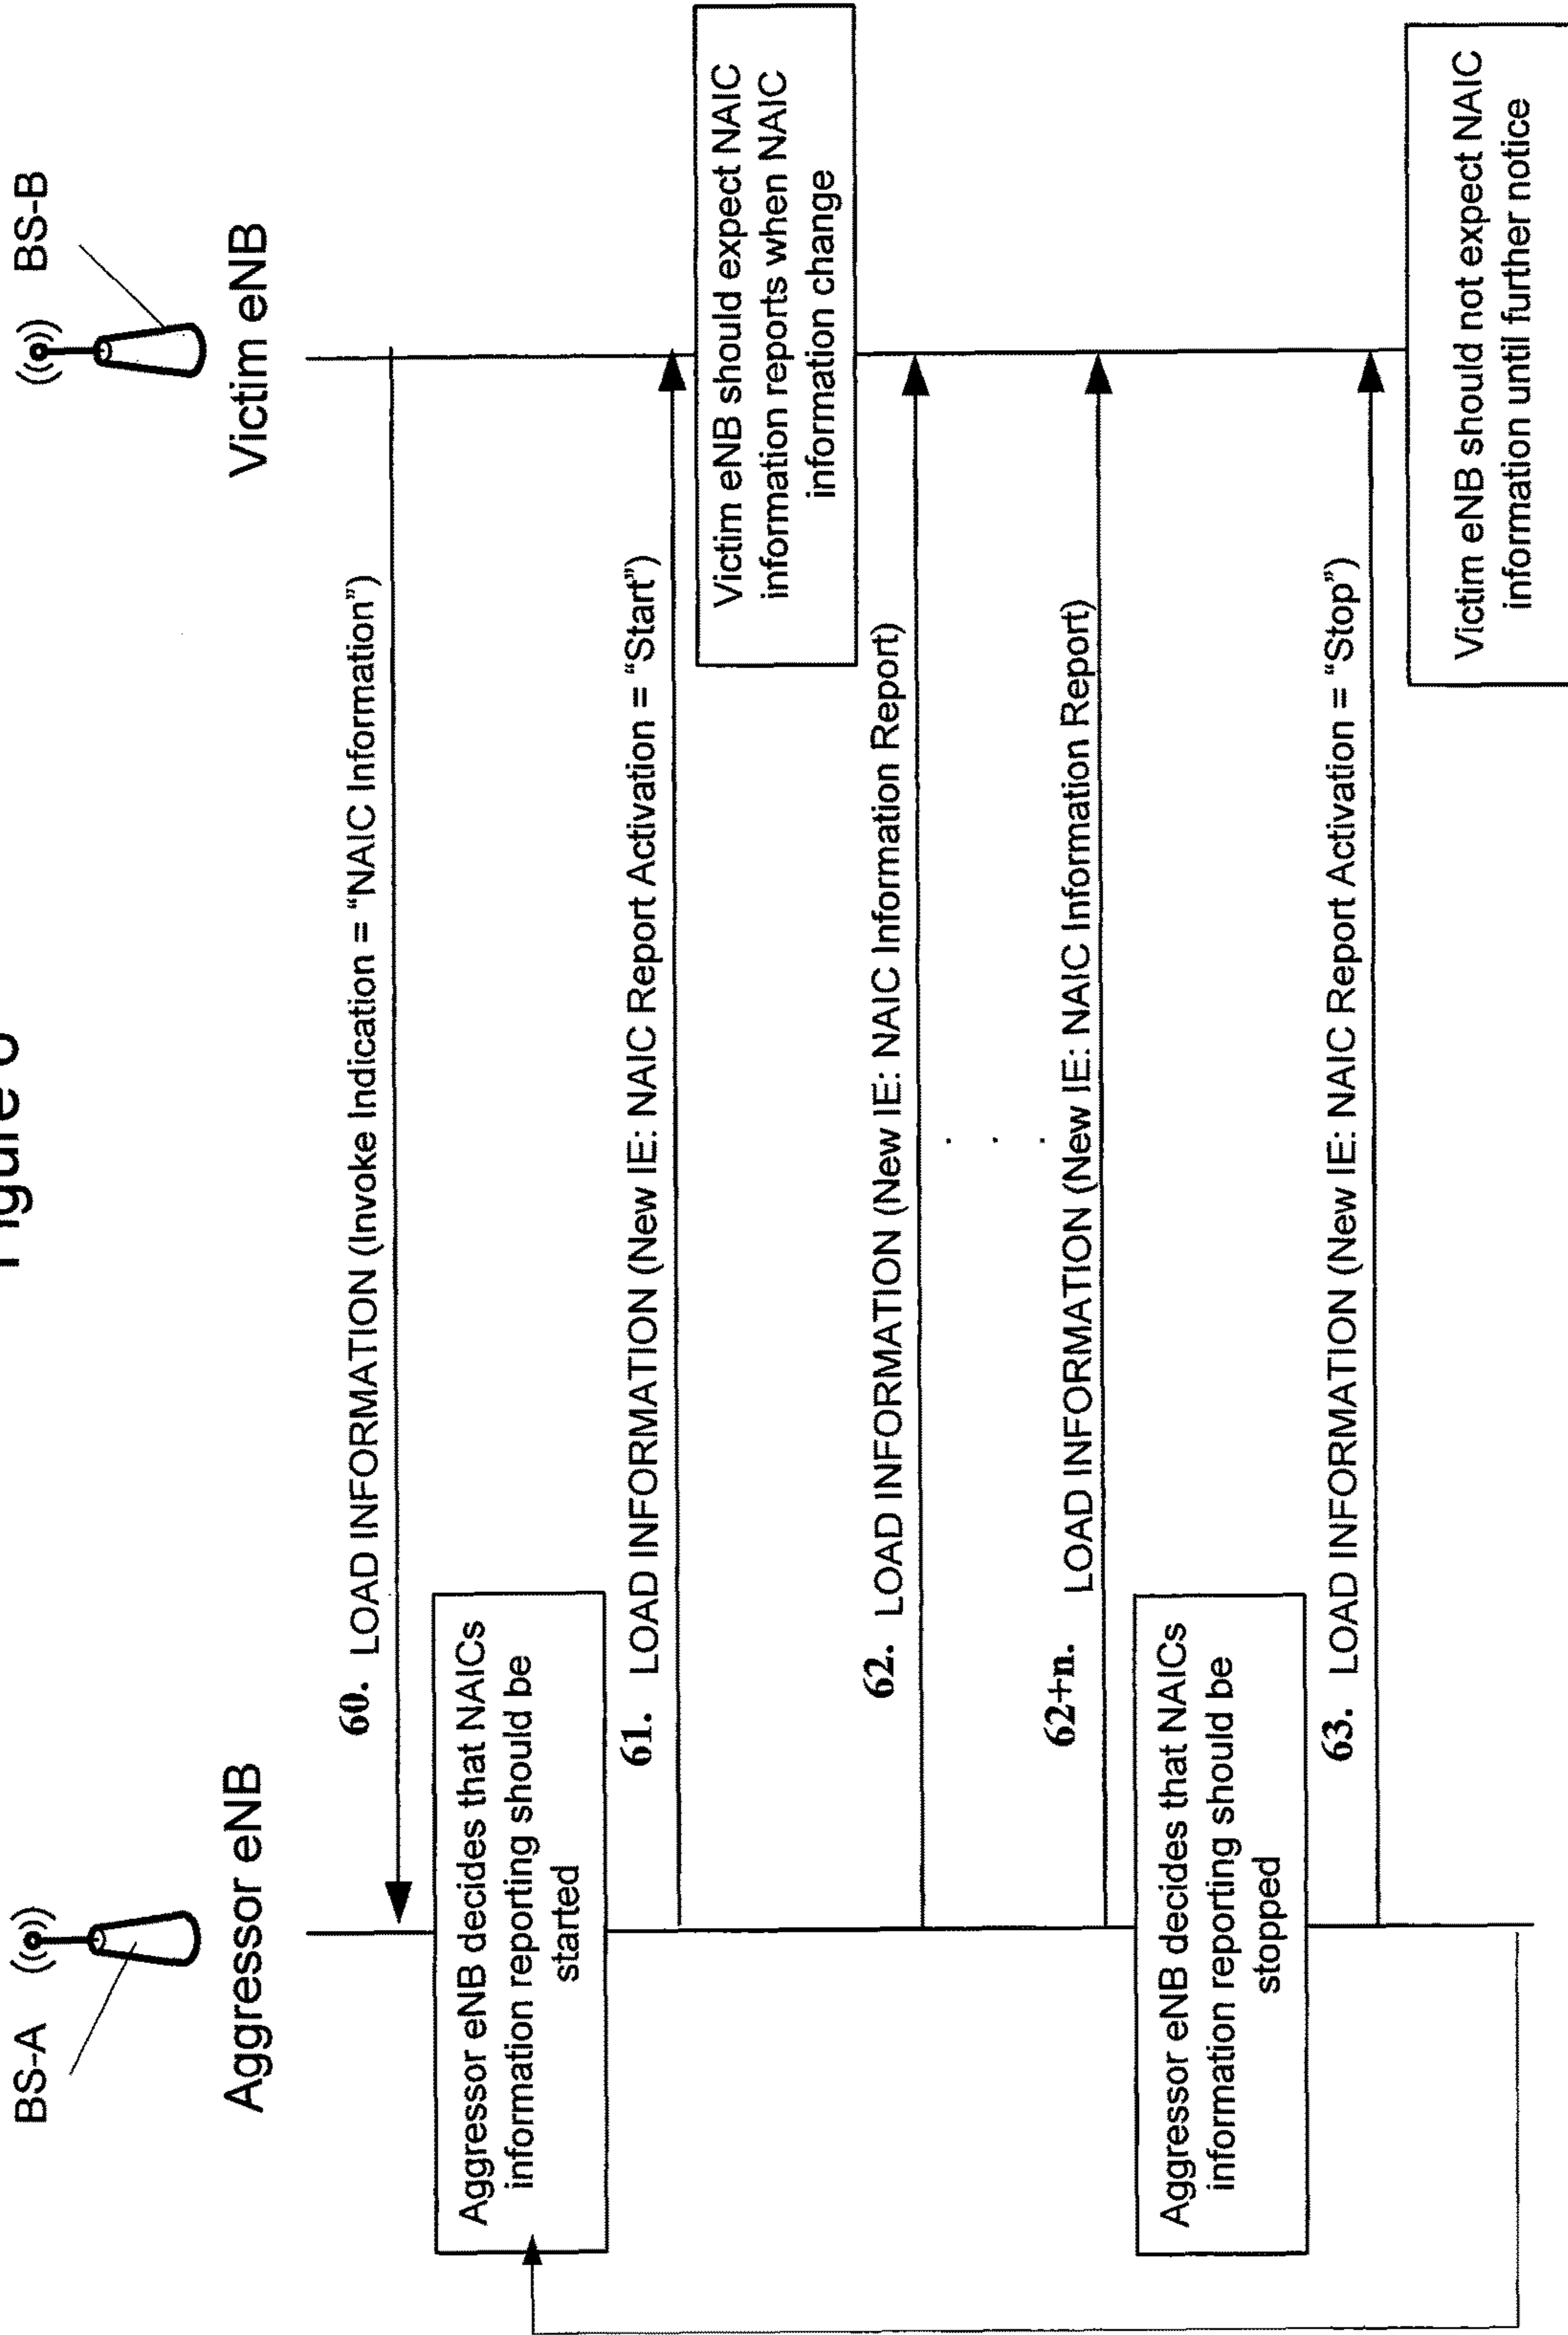 Figure
BS-A
BS-B
Aggressor eNB
Victim eNB
60. LOAD INFORMATION (Invoke Indication = “NAIC Information”)
Aggressor eNB decides that NAICs
information reporting should be
started
61. LOAD INFORMATION (New IE: NAIC Report Activation = “Start”)
Victim eNB should expect NAIC
information reports when NAIC
information change
62. LOAD INFORMATION (New IE: NAIC Information Report)
. . .
62+n. LOAD INFORMATION (New IE: NAIC Information Report)
Aggressor eNB decides that NAICs
information reporting should be
stopped
63. LOAD INFORMATION (New IE: NAIC Report Activation = “Stop”)
Victim eNB should not expect NAIC
information until further notice